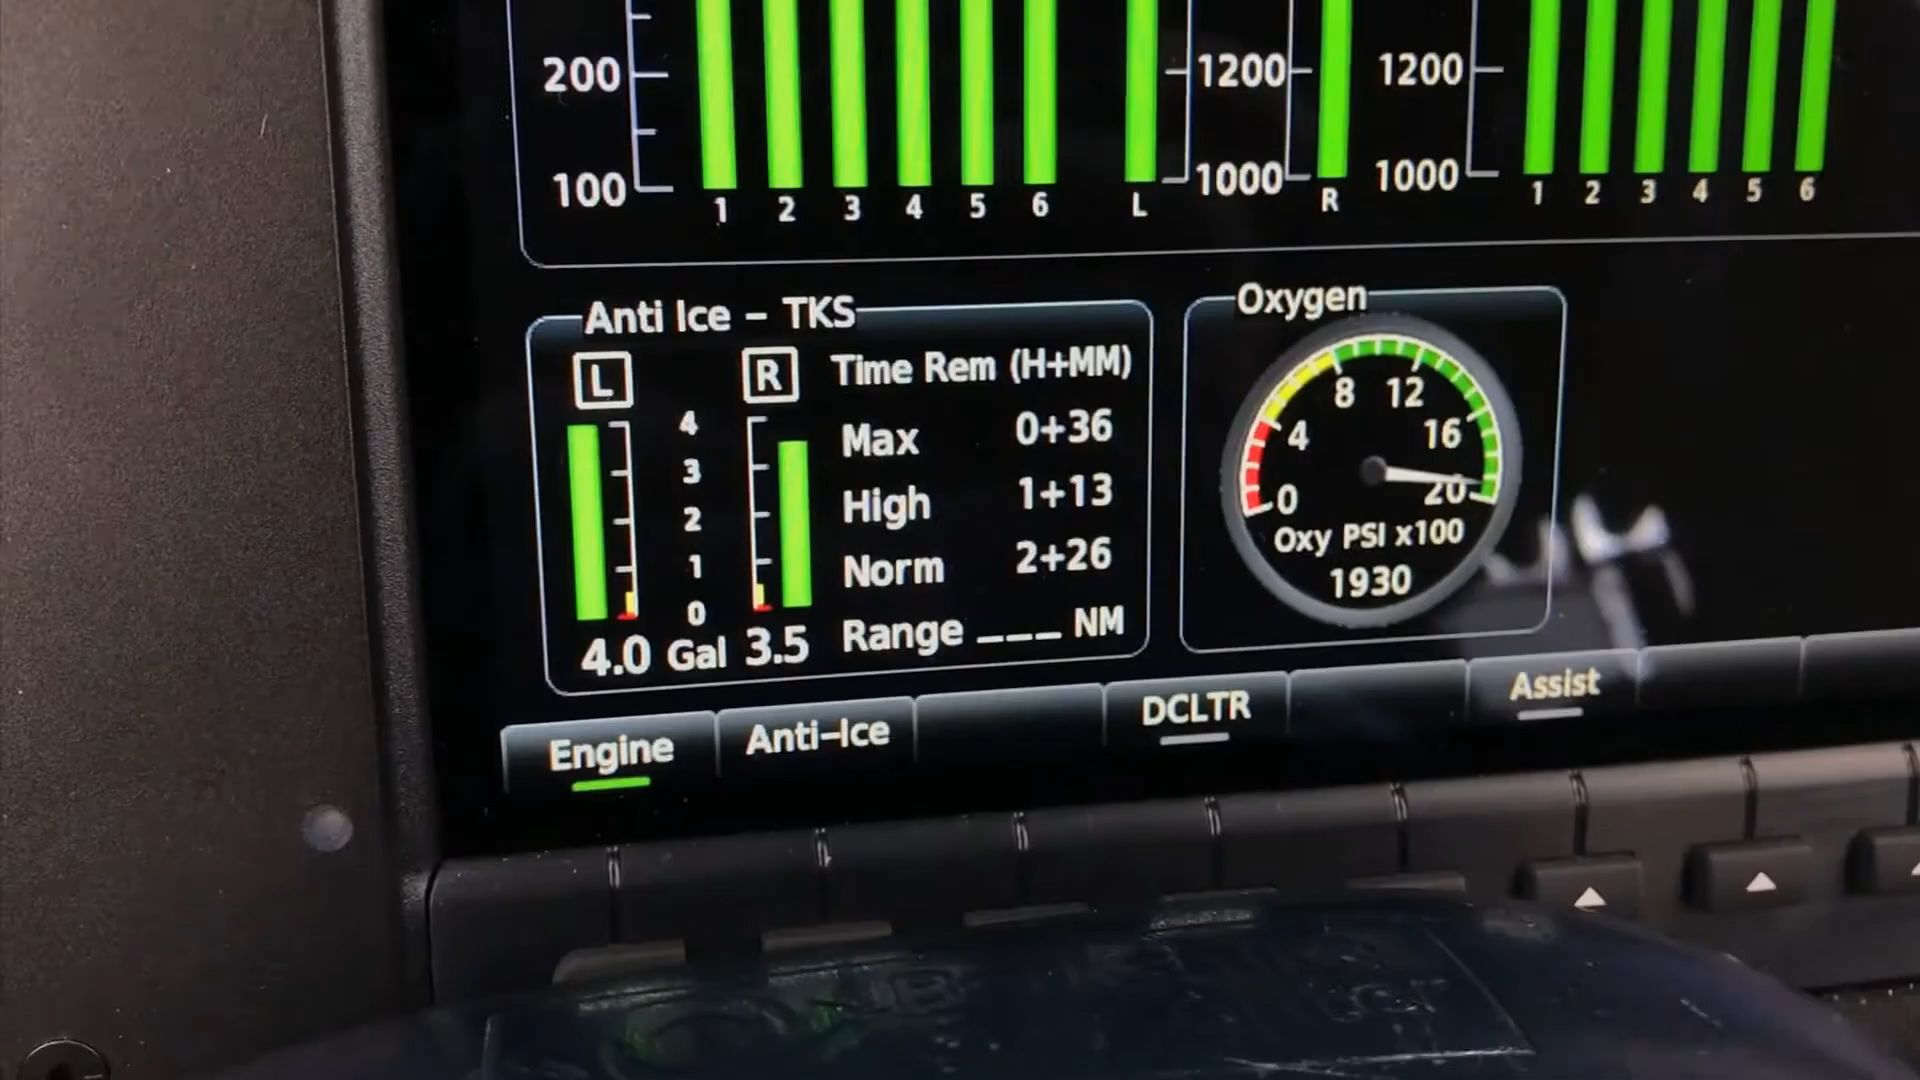 200
1200
1200
100
1000
1000
1 2 3 4 5 6 L R 1 2 3 4 5 6
Anti Ice – TKS
L R Time Rem (H+MM)
4
3
2
1
0
Max 0+36
High 1+13
Norm 2+26
4.0 Gal 3.5
Range ___ NM
Oxygen
0 4 8 12 16 20
Oxy PSI x100
1930
Engine Anti–Ice DCLTR Assist